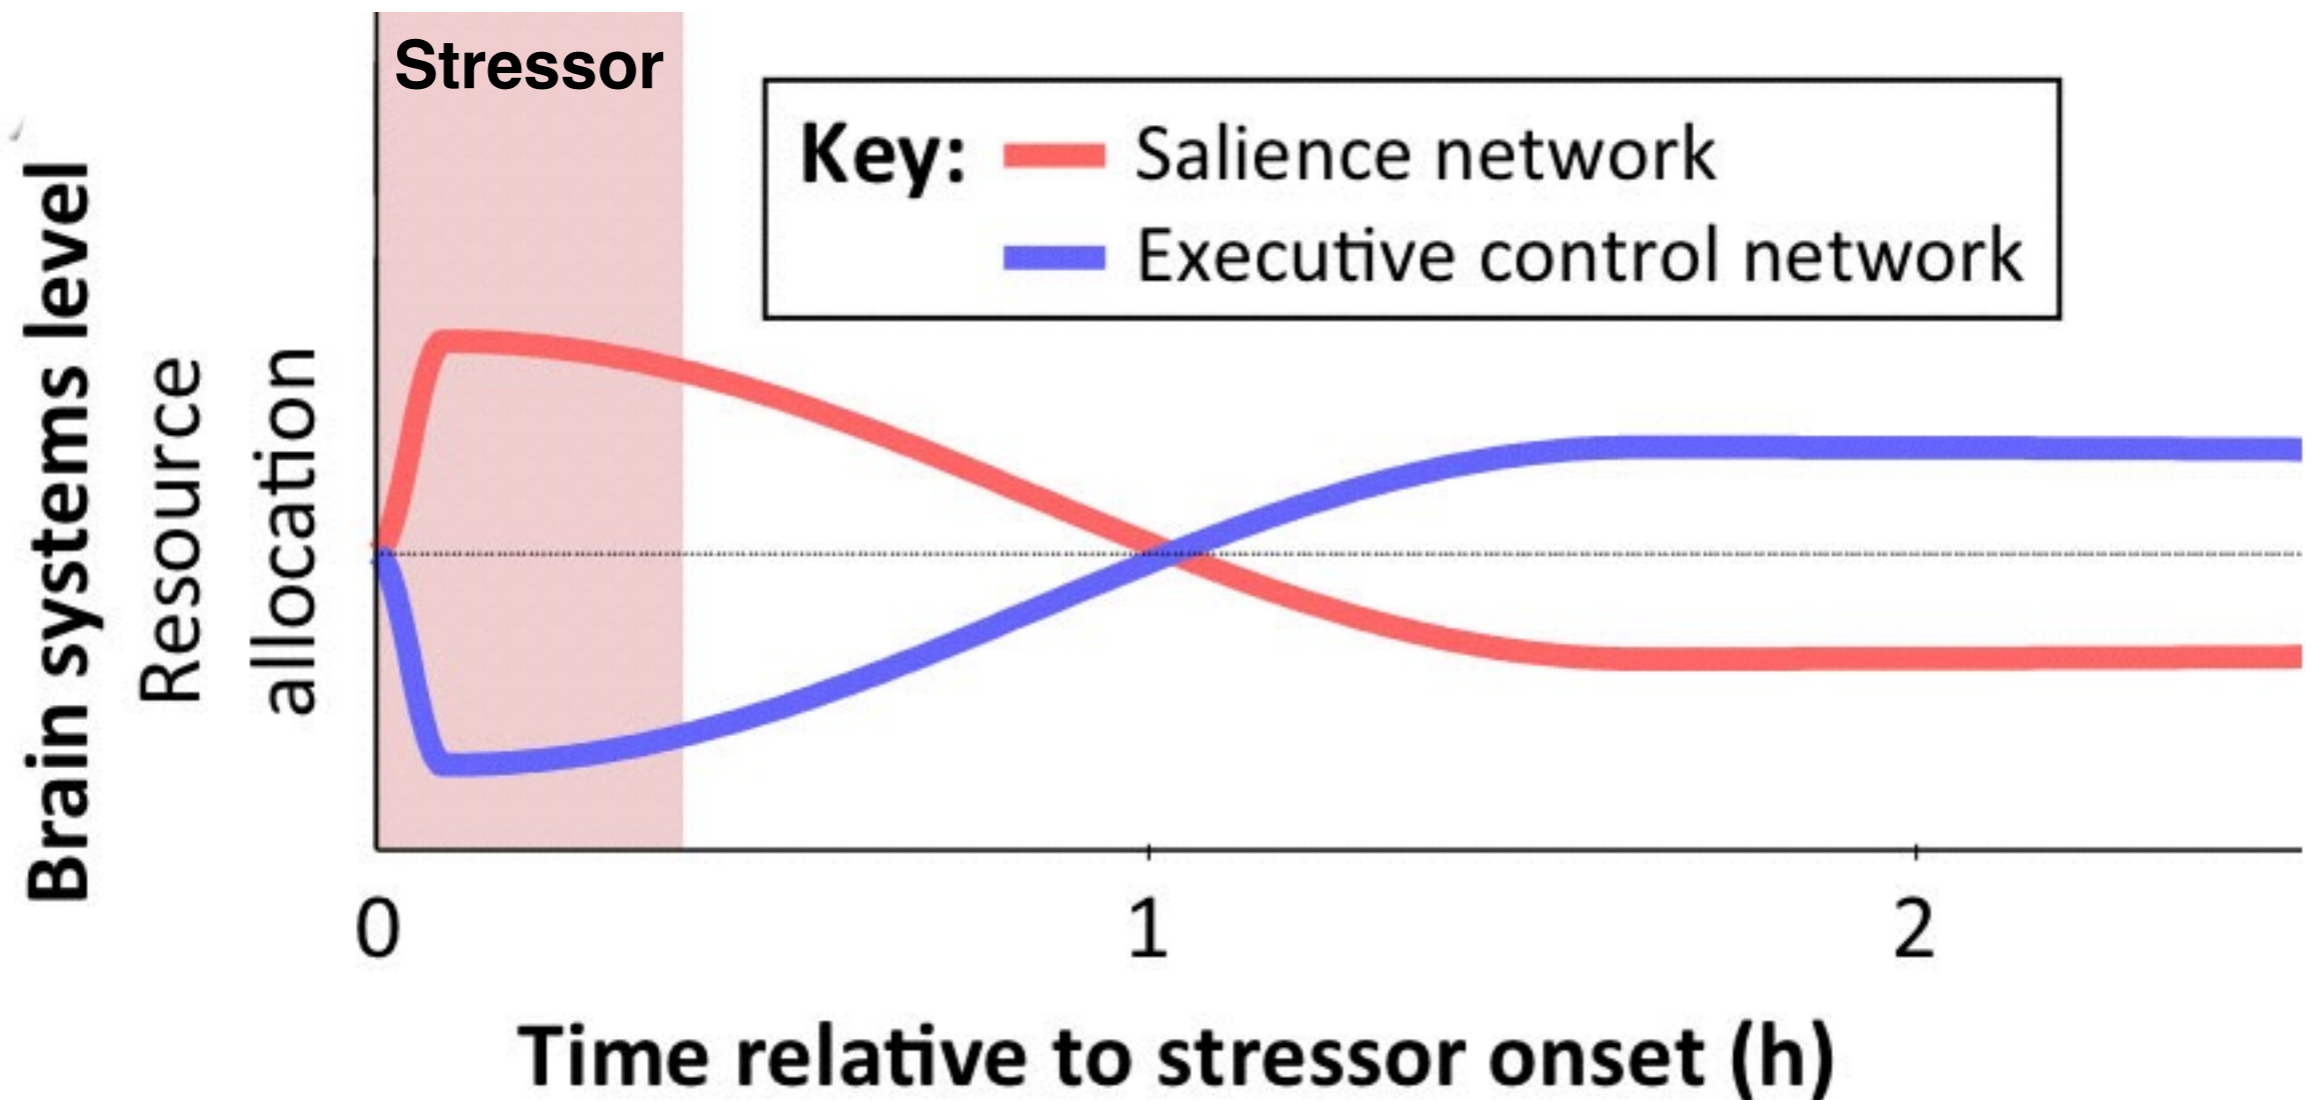 Stressor
Key: Salience network
Executive control network
Brain systems level
Resource
allocation
0 1 2
Time relative to stressor onset (h)